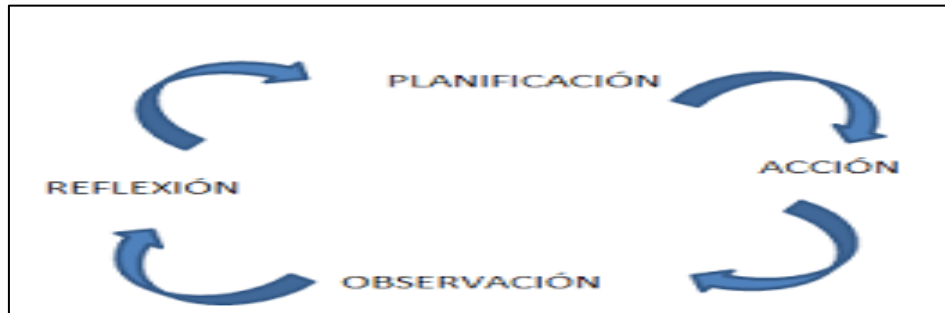 PLANIFICACIÓN
ACCIÓN
REFLEXIÓN
OBSERVACIÓN